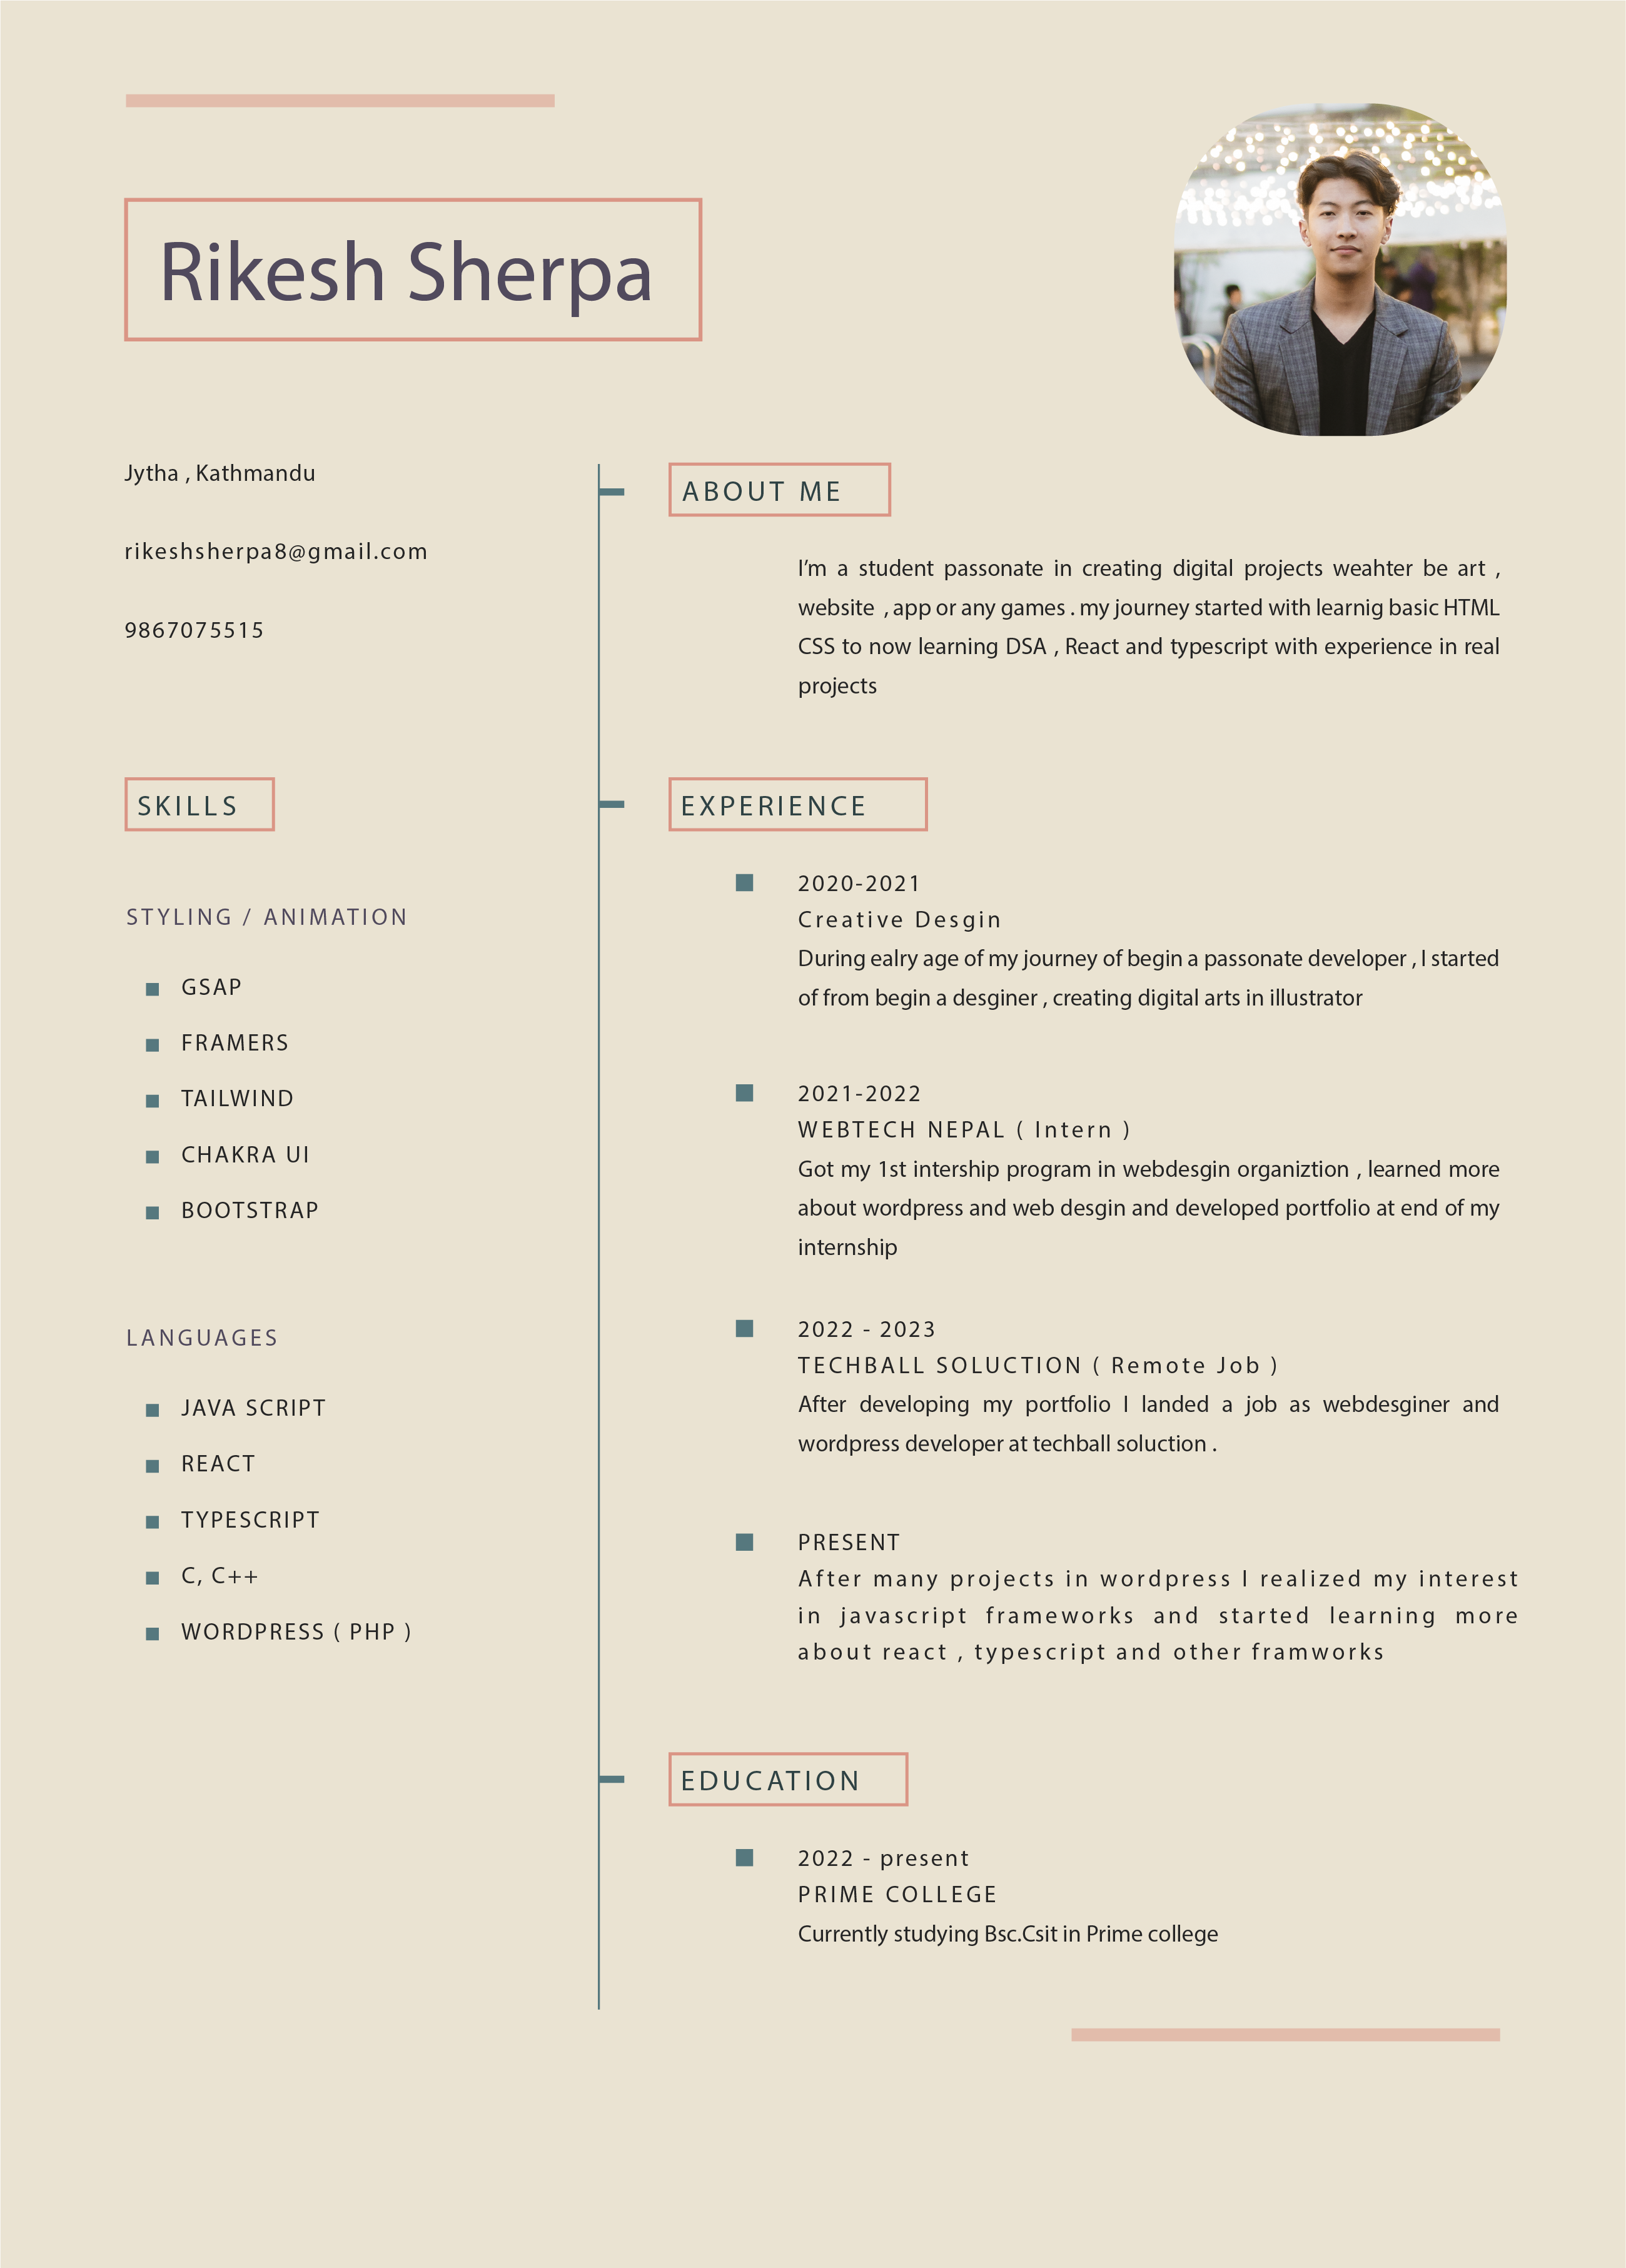 Rikesh Sherpa
Jytha , Kathmandu
rikeshsherpa8@gmail.com
9867075515
SKILLS
STYLING / ANIMATION
GSAP
FRAMERS
TAILWIND
CHAKRA UI
BOOTSTRAP
LANGUAGES
JAVA SCRIPT
REACT
TYPESCRIPT
C, C++
WORDPRESS ( PHP )
ABOUT ME
I’m a student passonate in creating digital projects weahter be art ,
website , app or any games . my journey started with learnig basic HTML
CSS to now learning DSA , React and typescript with experience in real
projects
EXPERIENCE
2020-2021
Creative Desgin
During ealry age of my journey of begin a passonate developer , I started
of from begin a desginer , creating digital arts in illustrator
2021-2022
WEBTECH NEPAL ( Intern )
Got my 1st intership program in webdesgin organiztion , learned more
about wordpress and web desgin and developed portfolio at end of my
internship
2022 - 2023
TECHBALL SOLUCTION ( Remote Job )
After developing my portfolio I landed a job as webdesginer and
wordpress developer at techball soluction .
PRESENT
After many projects in wordpress I realized my interest
in javascript frameworks and started learning more
about react , typescript and other framworks
EDUCATION
2022 - present
PRIME COLLEGE
Currently studying Bsc.Csit in Prime college